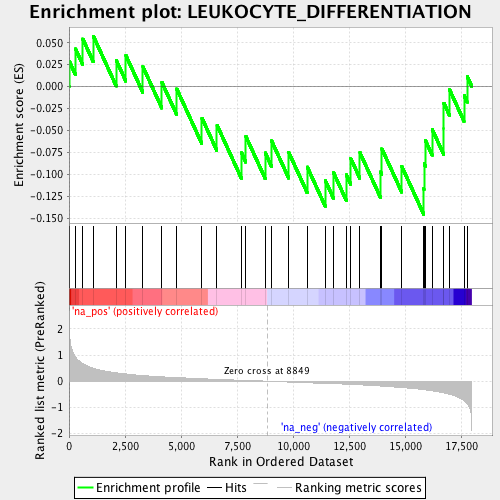 Enrichment plot: LEUKOCYTE_DIFFERENTIATION
Enrichment score (ES)
0.050
0.025
0.000
-0.025
-0.050
-0.075
-0.100
-0.125
-0.150
'na_pos' (positively correlated)
Ranked list metric (PreRanked)
2
1
0
-1
-2
Zero cross at 8849
'na_neg' (negatively correlated)
0
2,500
5,000
7,500
10,000
12,500
15,000
17,500
Rank in Ordered Dataset
Enrichment profile
Hits
Ranking metric scores